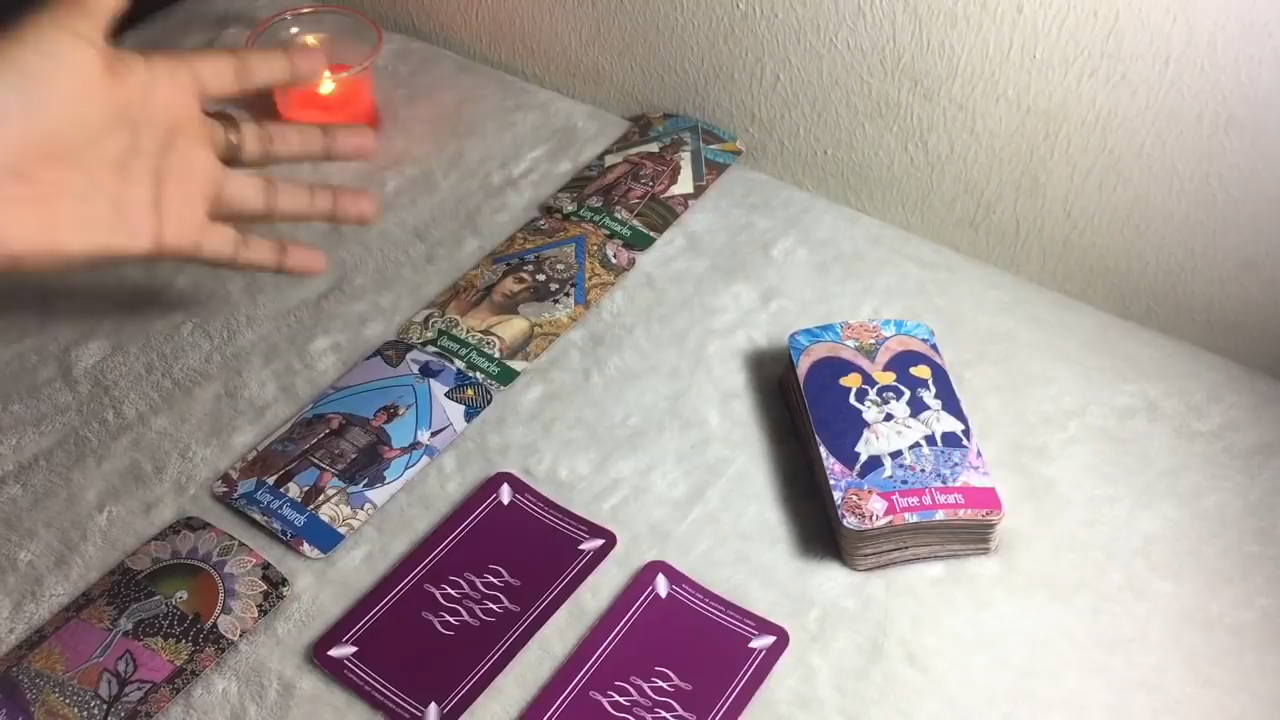 King of Pentacles
Queen of Pentacles
King of Swords
Three of Hearts